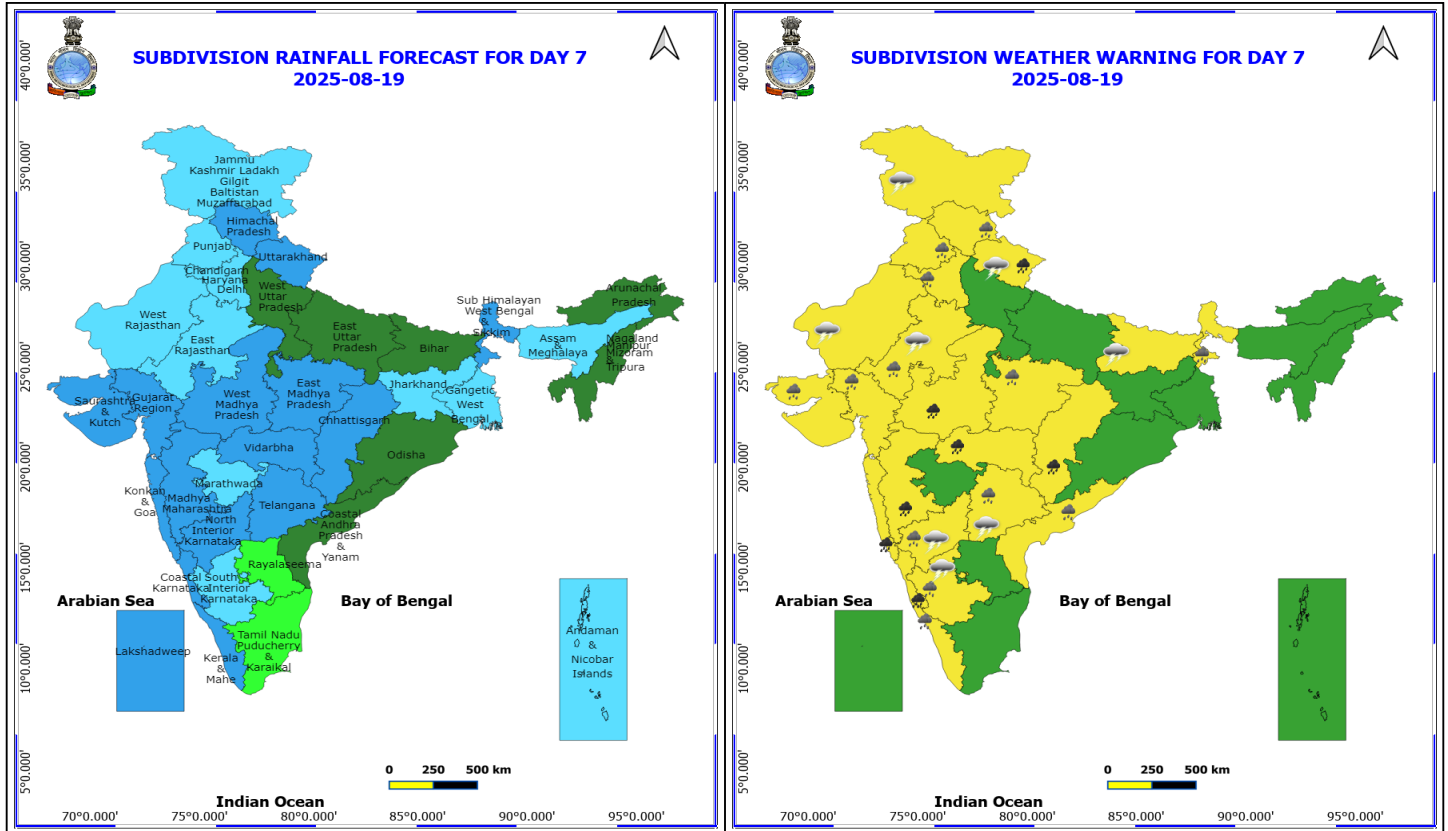 SUBDIVISION RAINFALL FORECAST FOR DAY 7
2025-08-19
40°0.000'
35°0.000'
30°0.000'
25°0.000'
20°0.000'
15°0.000'
10°0.000'
5°0.000'
Jammu
Kashmir Ladakh
Gilgit
Baltistan
Muzaffarabad
Himachal
Pradesh
Punjab
Uttarakhand
Chandigarh
Haryana
Delhi
West
Uttar
Pradesh
West
Rajasthan
East
Rajasthan
East
Uttar
Pradesh
Bihar
Sub Himalayan
West Bengal
&
Sikkim
Arunachal
Pradesh
Assam
&
Meghalaya
Nagaland
Manipur
Mizoram
&
Tripura
Jharkhand
Gangetic
West
Bengal
Saurashtra
&
Kutch
Gujarat
Region
West
Madhya
Pradesh
East
Madhya
Pradesh
Chhattisgarh
Vidarbha
Odisha
Marathwada
Konkan
&
Goa
Madhya
Maharashtra
Telangana
North
Interior
Karnataka
Coastal
Andhra
Pradesh
&
Yanam
Rayalaseema
Coastal
Karnataka
South
Interior
Karnataka
Arabian Sea
Bay of Bengal
Tamil Nadu
Puducherry
&
Karaikal
Lakshadweep
Kerala
&
Mahe
Andaman
&
Nicobar
Islands
0 250 500 km
Indian Ocean
70°0.000' 75°0.000' 80°0.000' 85°0.000' 90°0.000' 95°0.000'
SUBDIVISION WEATHER WARNING FOR DAY 7
2025-08-19
40°0.000'
35°0.000'
30°0.000'
25°0.000'
20°0.000'
15°0.000'
10°0.000'
5°0.000'
Arabian Sea
Bay of Bengal
0 250 500 km
Indian Ocean
70°0.000' 75°0.000' 80°0.000' 85°0.000' 90°0.000' 95°0.000'